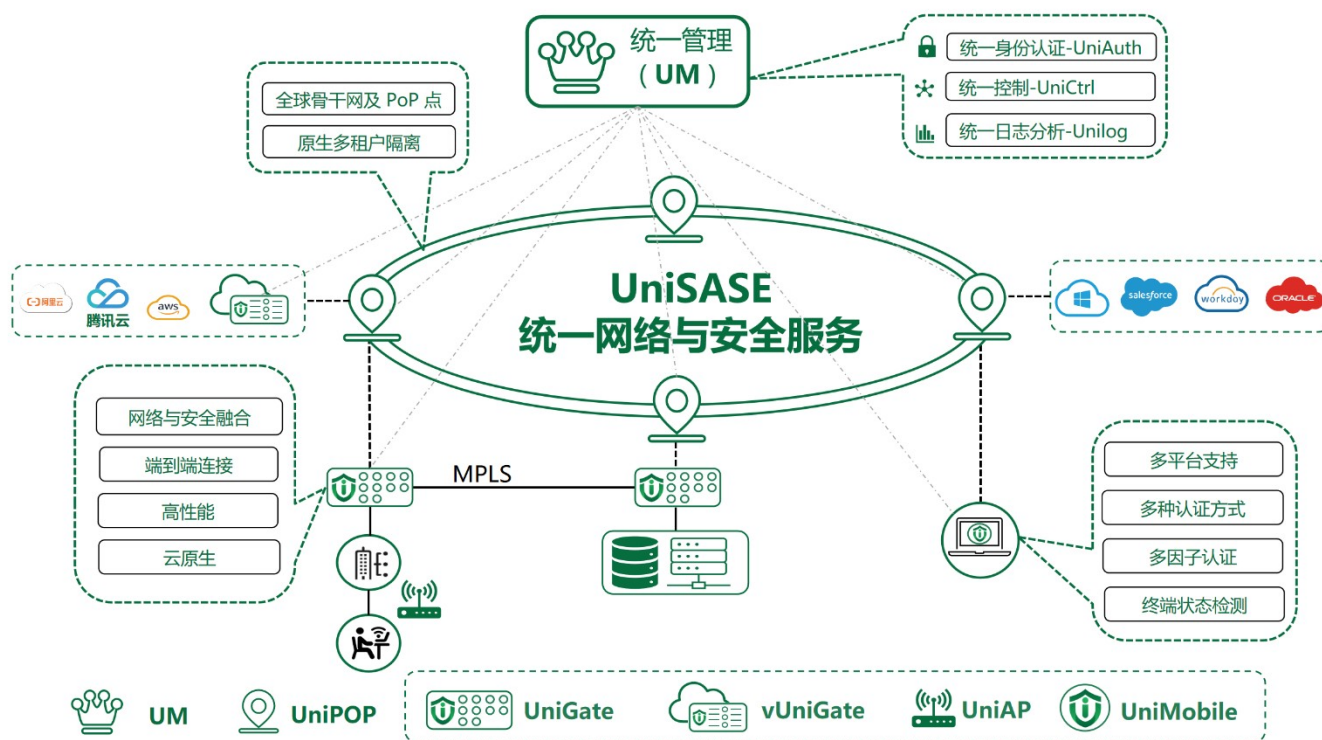 统一管理
（UM）
统一身份认证-UniAuth
统一控制-UniCtrl
统一日志分析-Unilog
全球骨干网及 PoP 点
原生多租户隔离
UniSASE
统一网络与安全服务
阿里云
腾讯云
aws
salesforce
workday
ORACLE
网络与安全融合
端到端连接
高性能
云原生
MPLS
多平台支持
多种认证方式
多因子认证
终端状态检测
UM
UniPOP
UniGate
vUniGate
UniAP
UniMobile